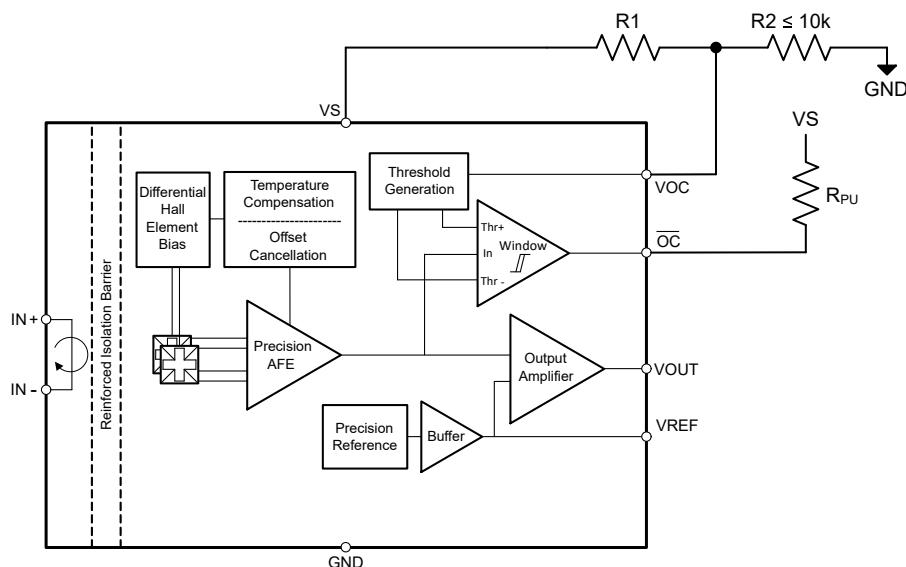 R1
R2 ≤ 10k
GND
VS
VS
R_PU
Differential
Hall
Element
Bias
Temperature
Compensation
Offset
Cancellation
Threshold
Generation
VOC
Thr+
In
Window
Thr -
OC
Reinforced Isolation Barrier
IN+
IN-
Precision
AFE
Output
Amplifier
VOUT
Precision
Reference
Buffer
VREF
GND